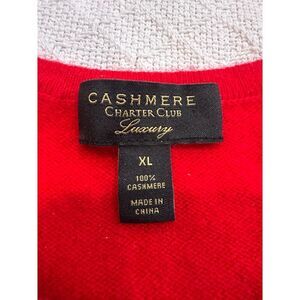 CASHMERE
CHARTER CLUB
Luxury
XL
100%
CASHMERE
MADE IN
CHINA